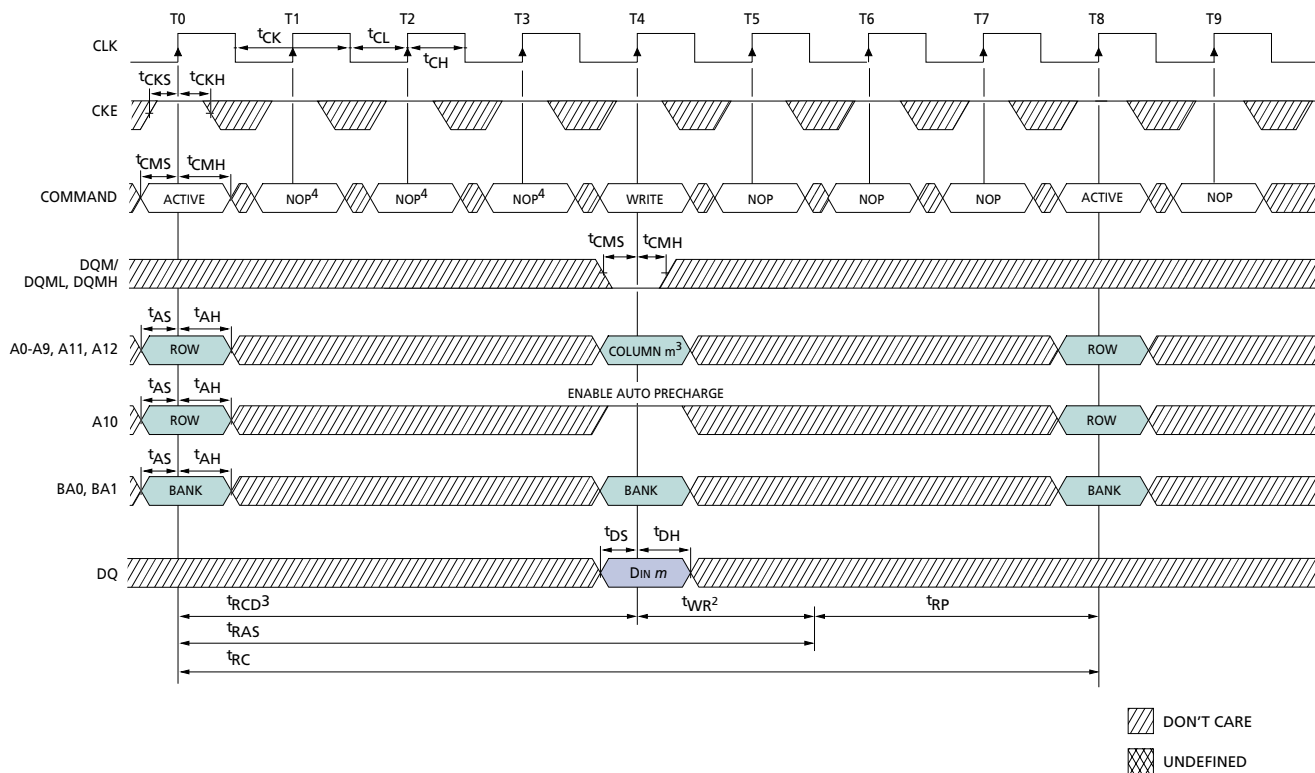 T0 T1 T2 T3 T4 T5 T6 T7 T8 T9
CLK
tCK tCL tCH
tCKS tCKH
CKE
tCMS tCMH
COMMAND ACTIVE NOP4 NOP4 NOP4 WRITE NOP NOP NOP ACTIVE NOP
tCMS tCMH
DQM/
DQML, DQMH
tAS tAH
A0-A9, A11, A12 ROW COLUMN m3 ROW
ENABLE AUTO PRECHARGE
tAS tAH
A10 ROW ROW
tAS tAH
BA0, BA1 BANK BANK BANK
tDS tDH
DQ DIN m
tRCD3 tWR2 tRP
tRAS
tRC
DON'T CARE
UNDEFINED